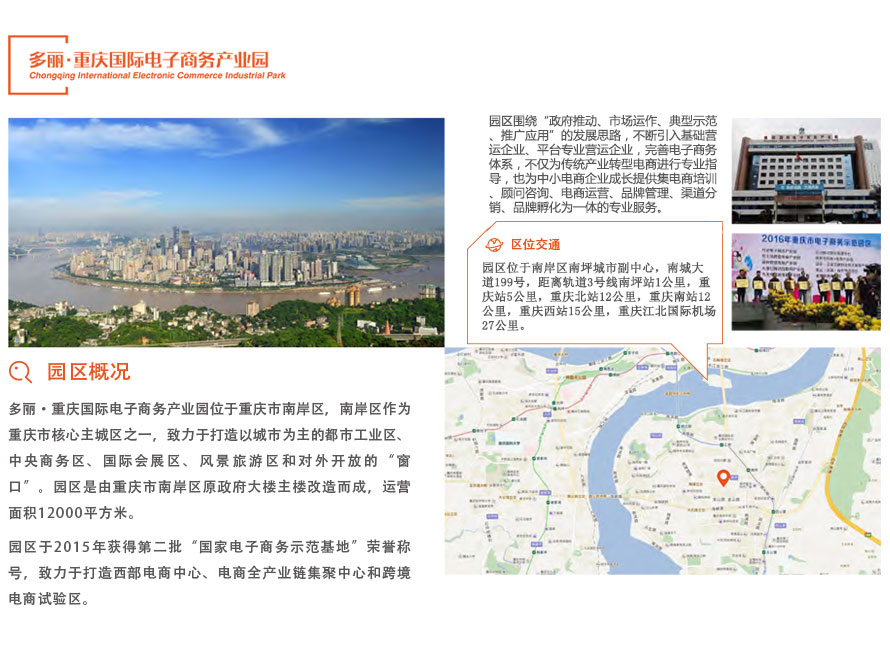 多丽·重庆国际电子商务产业园
Chongqing International Electronic Commerce Industrial Park
园区围绕“政府推动、市场运作、典型示范
、推广应用”的发展思路，不断引入基础营
运企业、平台专业营运企业，完善电子商务
体系，不仅为传统产业转型电商进行专业指
导，也为中小电商企业成长提供集电商培训
、顾问咨询、电商运营、品牌管理、渠道分
销、品牌孵化为一体的专业服务。
2016年重庆市电子商务示范园区
区位交通
园区位于南岸区南坪城市副中心，南城大
道199号，距离轨道3号线南坪站1公里，重
庆站5公里，重庆北站12公里，重庆南站12
公里，重庆西站15公里，重庆江北国际机场
27公里。
园区概况
多丽·重庆国际电子商务产业园位于重庆市南岸区，南岸区作为
重庆市核心主城区之一，致力于打造以城市为主的都市工业区、
中央商务区、国际会展区、风景旅游区和对外开放的“窗
口”。园区是由重庆市南岸区原政府大楼主楼改造而成，运营
面积12000平方米。
园区于2015年获得第二批“国家电子商务示范基地”荣誉称
号，致力于打造西部电商中心、电商全产业链集聚中心和跨境
电商试验区。